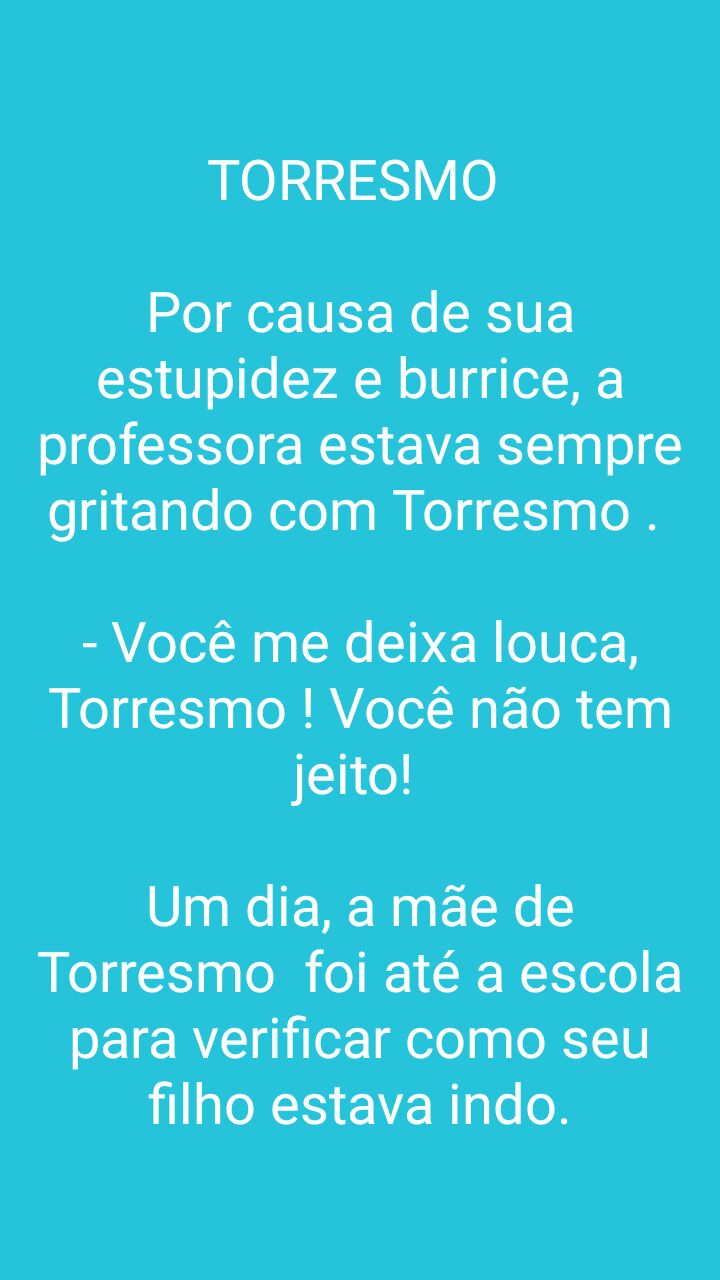 TORRESMO
Por causa de sua
estupidez e burrice, a
professora estava sempre
gritando com Torresmo .
- Você me deixa louca,
Torresmo ! Você não tem
jeito!
Um dia, a mãe de
Torresmo  foi até a escola
para verificar como seu
filho estava indo.